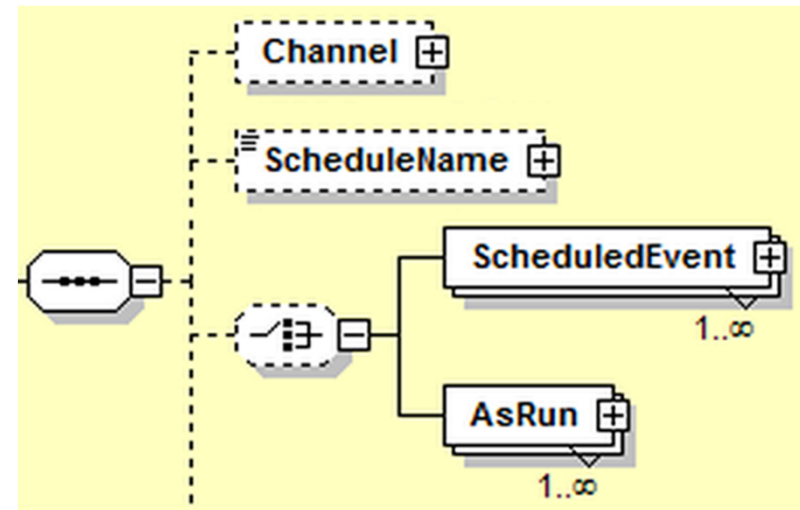 Channel
ScheduleName
ScheduledEvent
1..∞
AsRun
1..∞